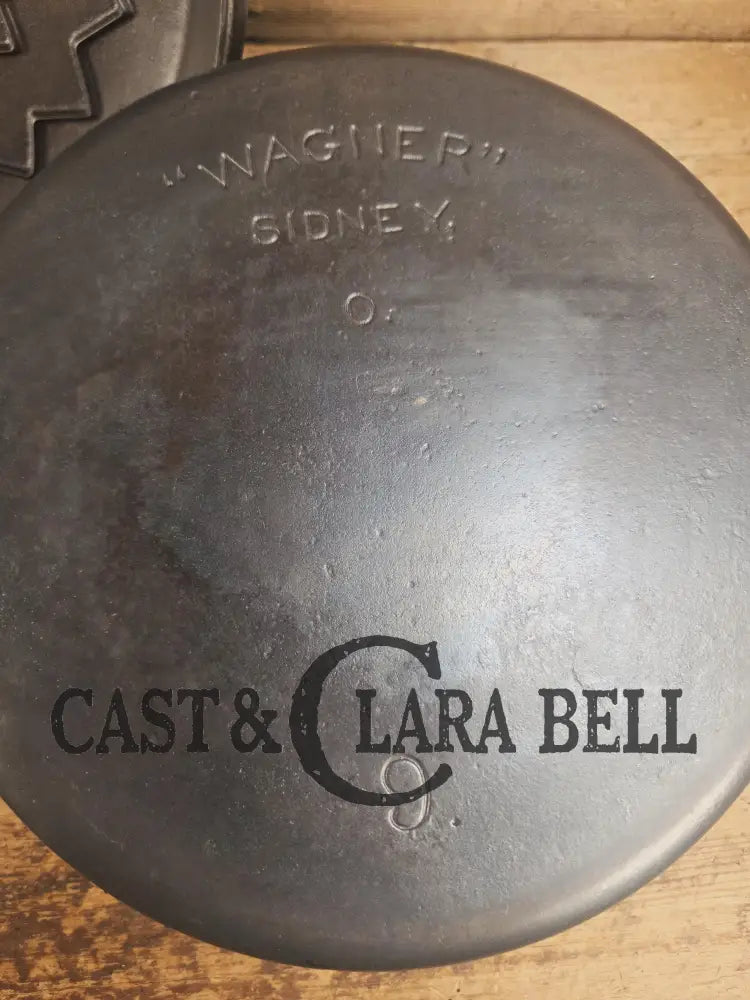 "WAGNER"
SIDNEY,
O.
CAST & CLARA BELL
9